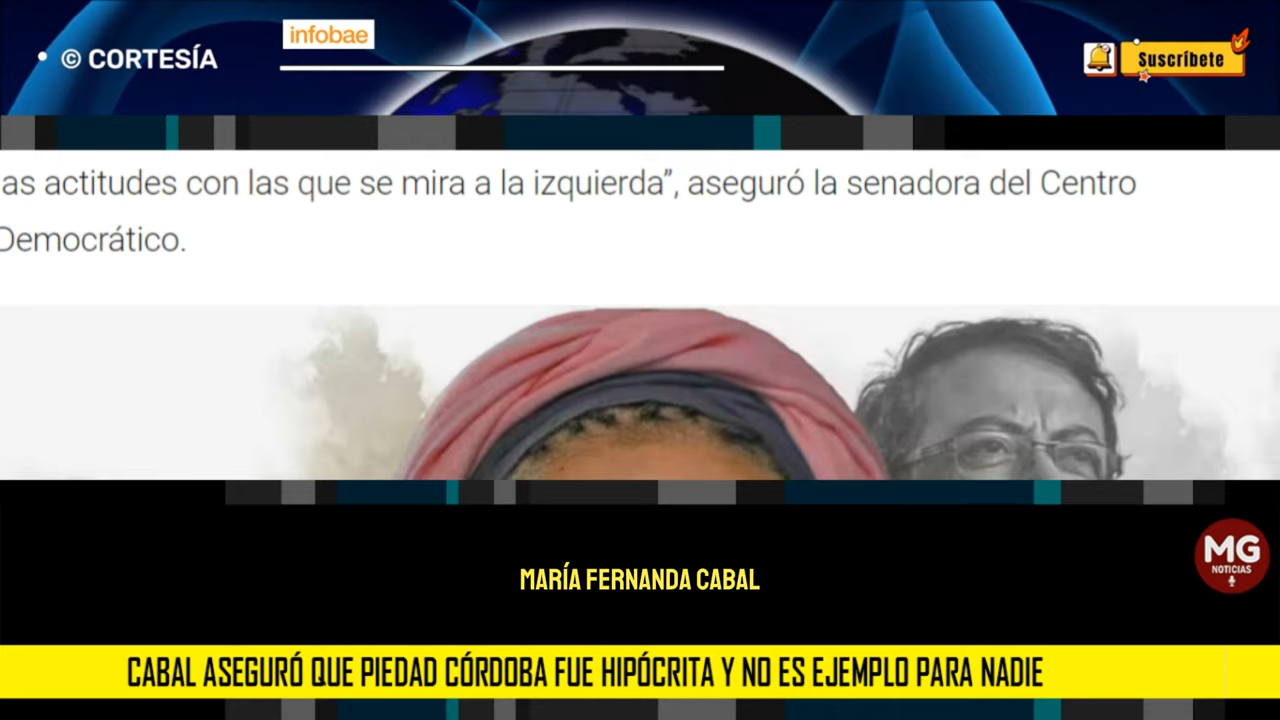 © CORTESÍA
infobae
Suscríbete
as actitudes con las que se mira a la izquierda”, aseguró la senadora del Centro
Democrático.
MG
NOTICIAS
MARÍA FERNANDA CABAL
CABAL ASEGURÓ QUE PIEDAD CÓRDOBA FUE HIPÓCRITA Y NO ES EJEMPLO PARA NADIE